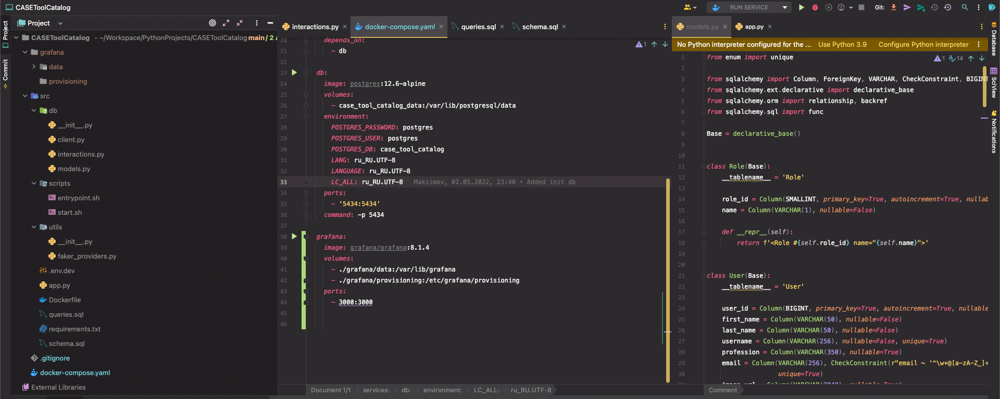 CASEToolCatalog
RUN SERVICE
Git:
Project
Commit
Project
CASEToolCatalog - ~/Workspace/PythonProjects/CASEToolCatalog main / 2
grafana
data
provisioning
src
db
__init__.py
client.py
interactions.py
models.py
scripts
entrypoint.sh
start.sh
utils
__init__.py
faker_providers.py
.env.dev
app.py
Dockerfile
queries.sql
requirements.txt
schema.sql
.gitignore
docker-compose.yaml
External Libraries
interactions.py
docker-compose.yaml
queries.sql
schema.sql
1
20 depends_on:
21 - db
22
23 db:
24 image: postgres:12.6-alpine
25 volumes:
26 - case_tool_catalog_data:/var/lib/postgresql/data
27 environment:
28 POSTGRES_PASSWORD: postgres
29 POSTGRES_USER: postgres
30 POSTGRES_DB: case_tool_catalog
31 LANG: ru_RU.UTF-8
32 LANGUAGE: ru_RU.UTF-8
33 LC_ALL: ru_RU.UTF-8 Maksimov, 02.05.2022, 23:40 • Added init db
34 ports:
35 - '5434:5434'
36 command: -p 5434
37
38 grafana:
39 image: grafana/grafana:8.1.4
40 volumes:
41 - ./grafana/data:/var/lib/grafana
42 - ./grafana/provisioning:/etc/grafana/provisioning
43 ports:
44 - 3000:3000
45
46
Document 1/1 services: db: environment: LC_ALL: ru_RU.UTF-8
models.py
app.py
No Python interpreter configured for the ... Use Python 3.9 Configure Python interpreter
1 14
1 from enum import unique
2
3 from sqlalchemy import Column, ForeignKey, VARCHAR, CheckConstraint, BIGINT
4 from sqlalchemy.ext.declarative import declarative_base
5 from sqlalchemy.orm import relationship, backref
6 from sqlalchemy.sql import func
7
8 Base = declarative_base()
9
10
11 class Role(Base):
12 __tablename__ = 'Role'
13
14 role_id = Column(SMALLINT, primary_key=True, autoincrement=True, nullab
15 name = Column(VARCHAR(1), nullable=False)
16
17 def __repr__(self):
18 return f'<Role #{self.role_id} name="{self.name}">'
19
20
21 class User(Base):
22 __tablename__ = 'User'
23
24 user_id = Column(BIGINT, primary_key=True, autoincrement=True, nullable
25 first_name = Column(VARCHAR(50), nullable=False)
26 last_name = Column(VARCHAR(50), nullable=False)
27 username = Column(VARCHAR(256), nullable=False, unique=True)
28 profession = Column(VARCHAR(350), nullable=True)
29 email = Column(VARCHAR(256), CheckConstraint(r"email ~ '^\w+@[a-zA-Z_]+
30 unique=True)
Comment
Database
SciView
Notifications